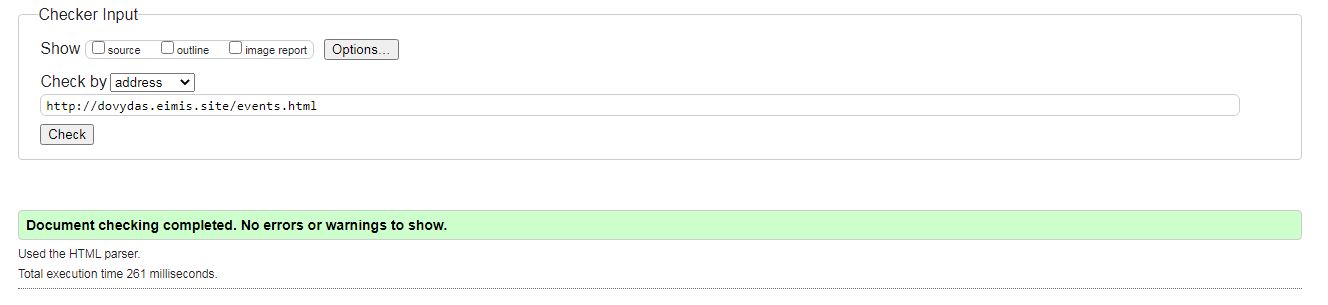 Checker Input
Show source outline image report Options...
Check by address
http://dovydas.eimis.site/events.html
Check
Document checking completed. No errors or warnings to show.
Used the HTML parser.
Total execution time 261 milliseconds.